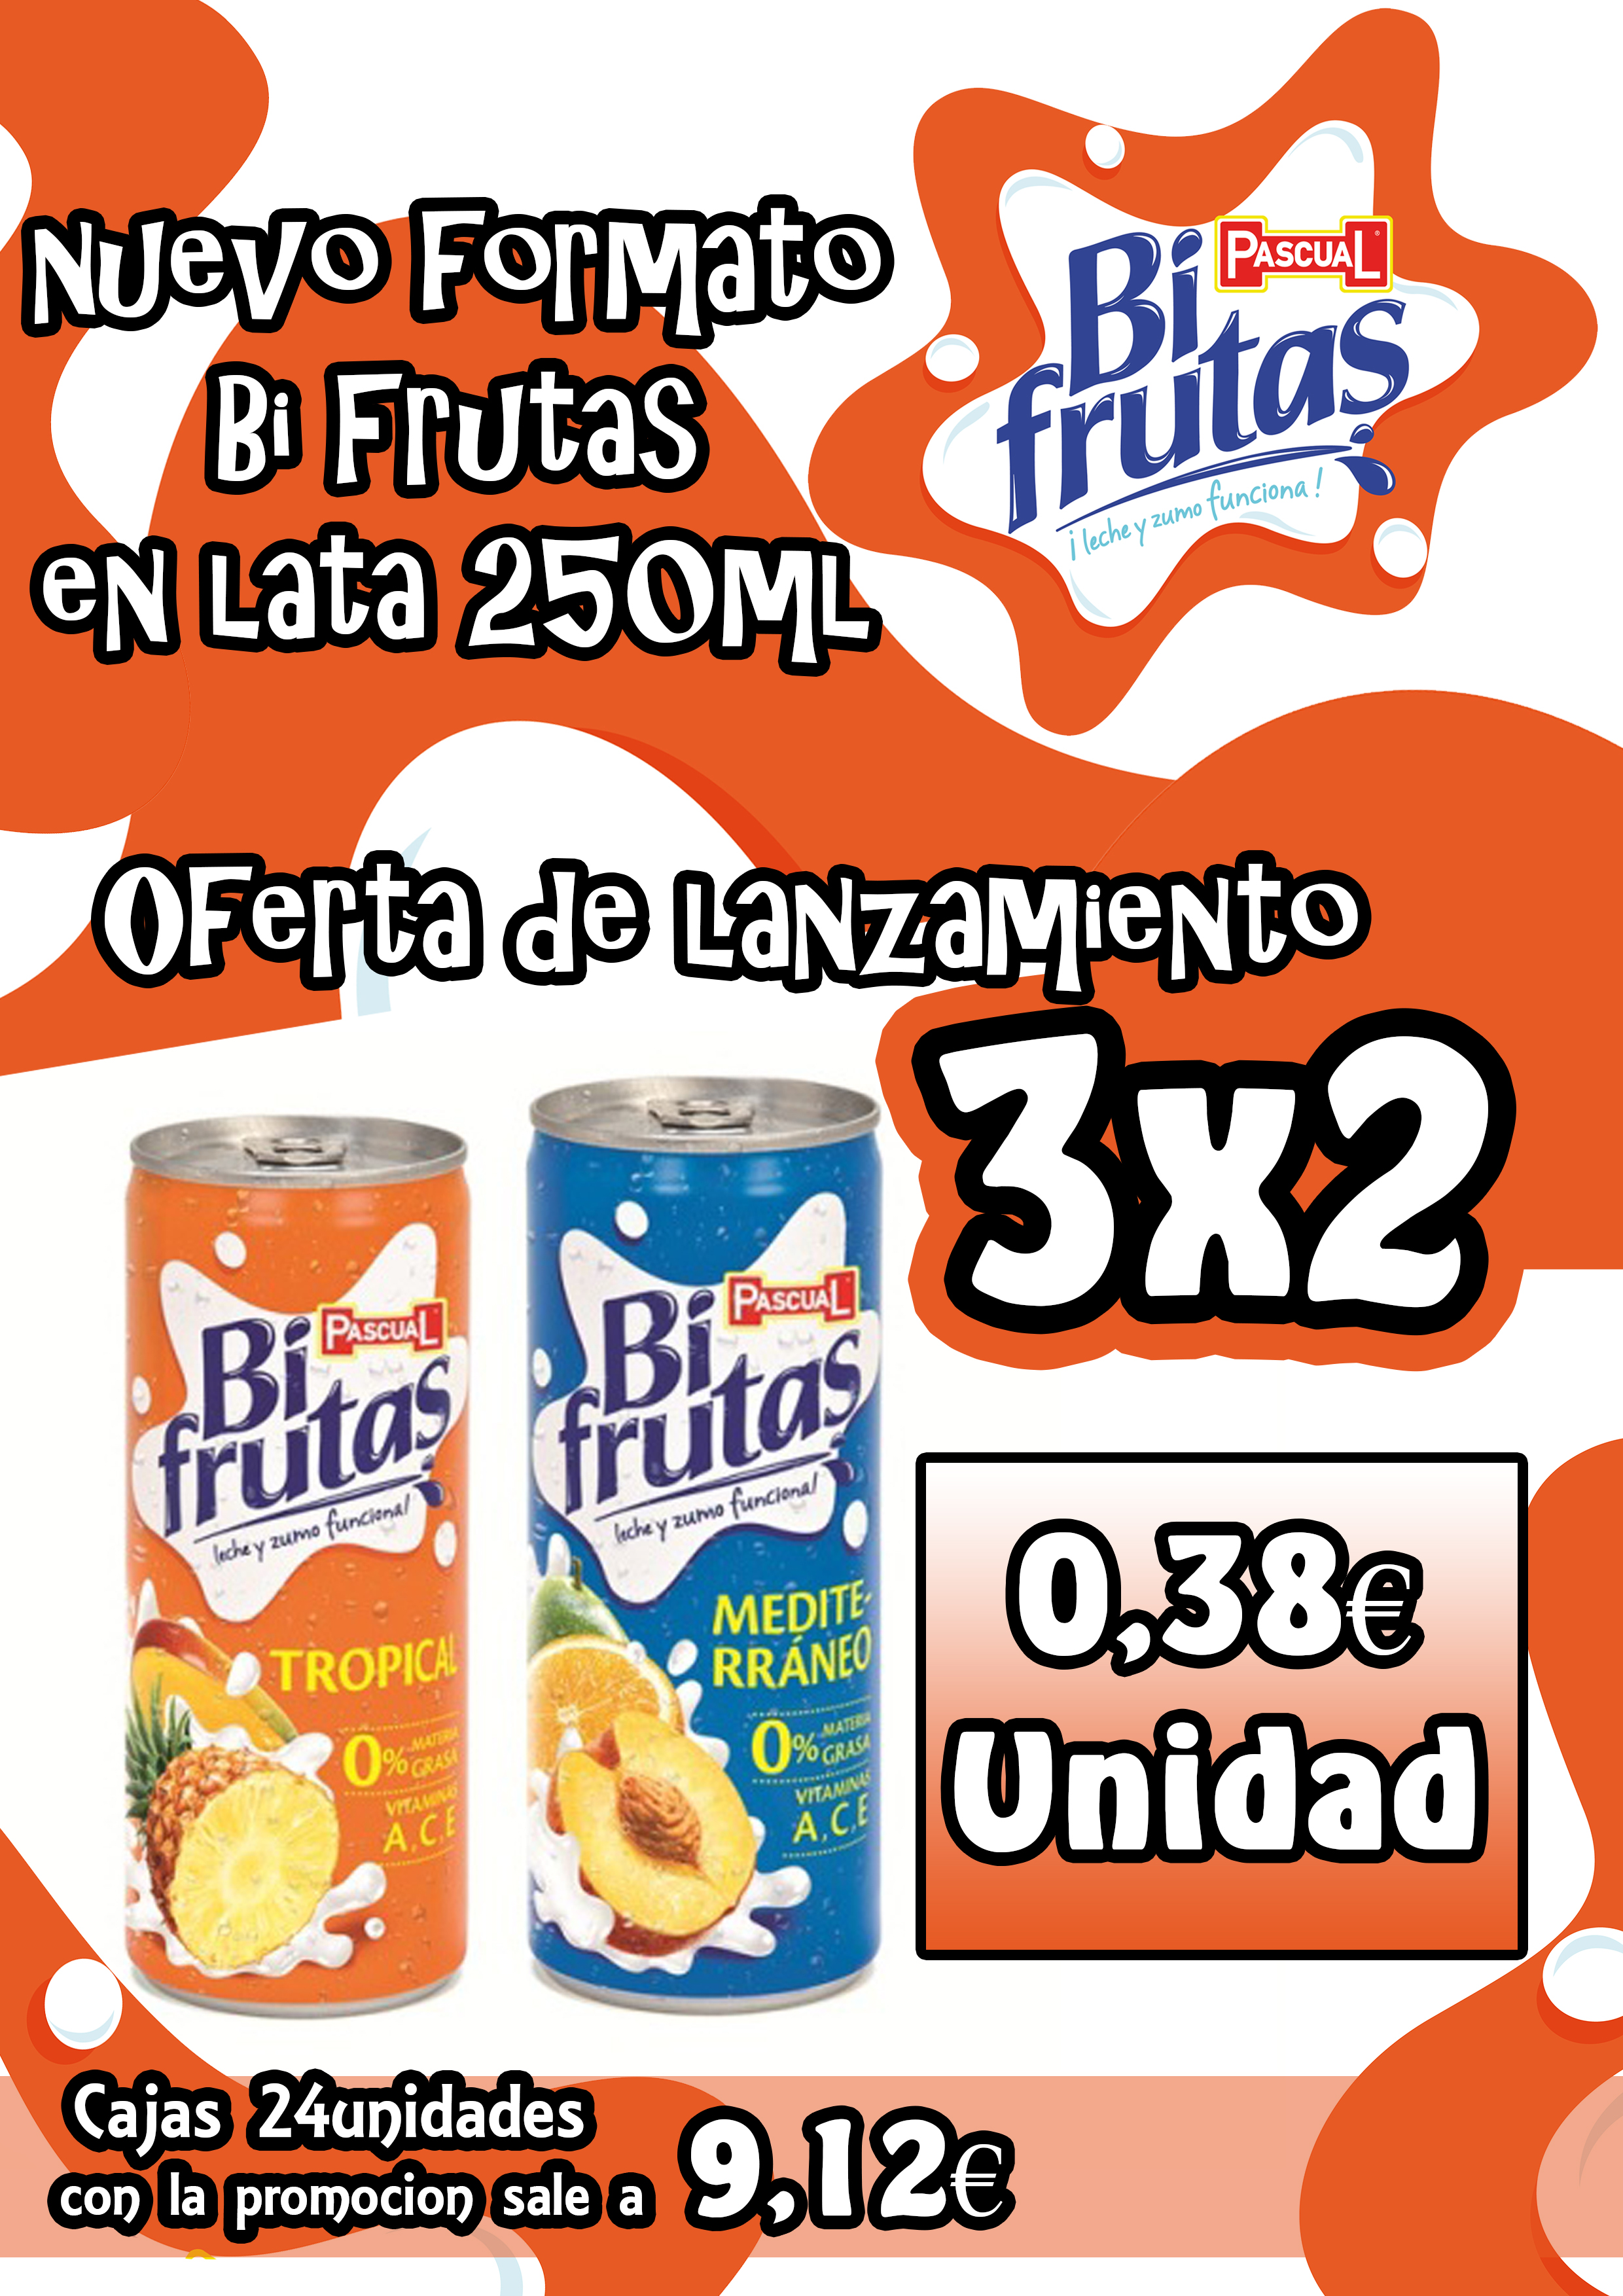 Nuevo Formato
Bi Frutas
en Lata 250ML
PASCUAL
Bi
frutas
¡leche y zumo funciona!
Oferta de Lanzamiento
3x2
PASCUAL
Bi
frutas
leche y zumo funciona!
TROPICAL
0% MATERIA
GRASA
VITAMINAS
A, C, E
PASCUAL
Bi
frutas
leche y zumo funciona!
MEDITE-
RRÁNEO
0% MATERIA
GRASA
VITAMINAS
A, C, E
0,38€
Unidad
Cajas 24unidades
con la promocion sale a 9,12€